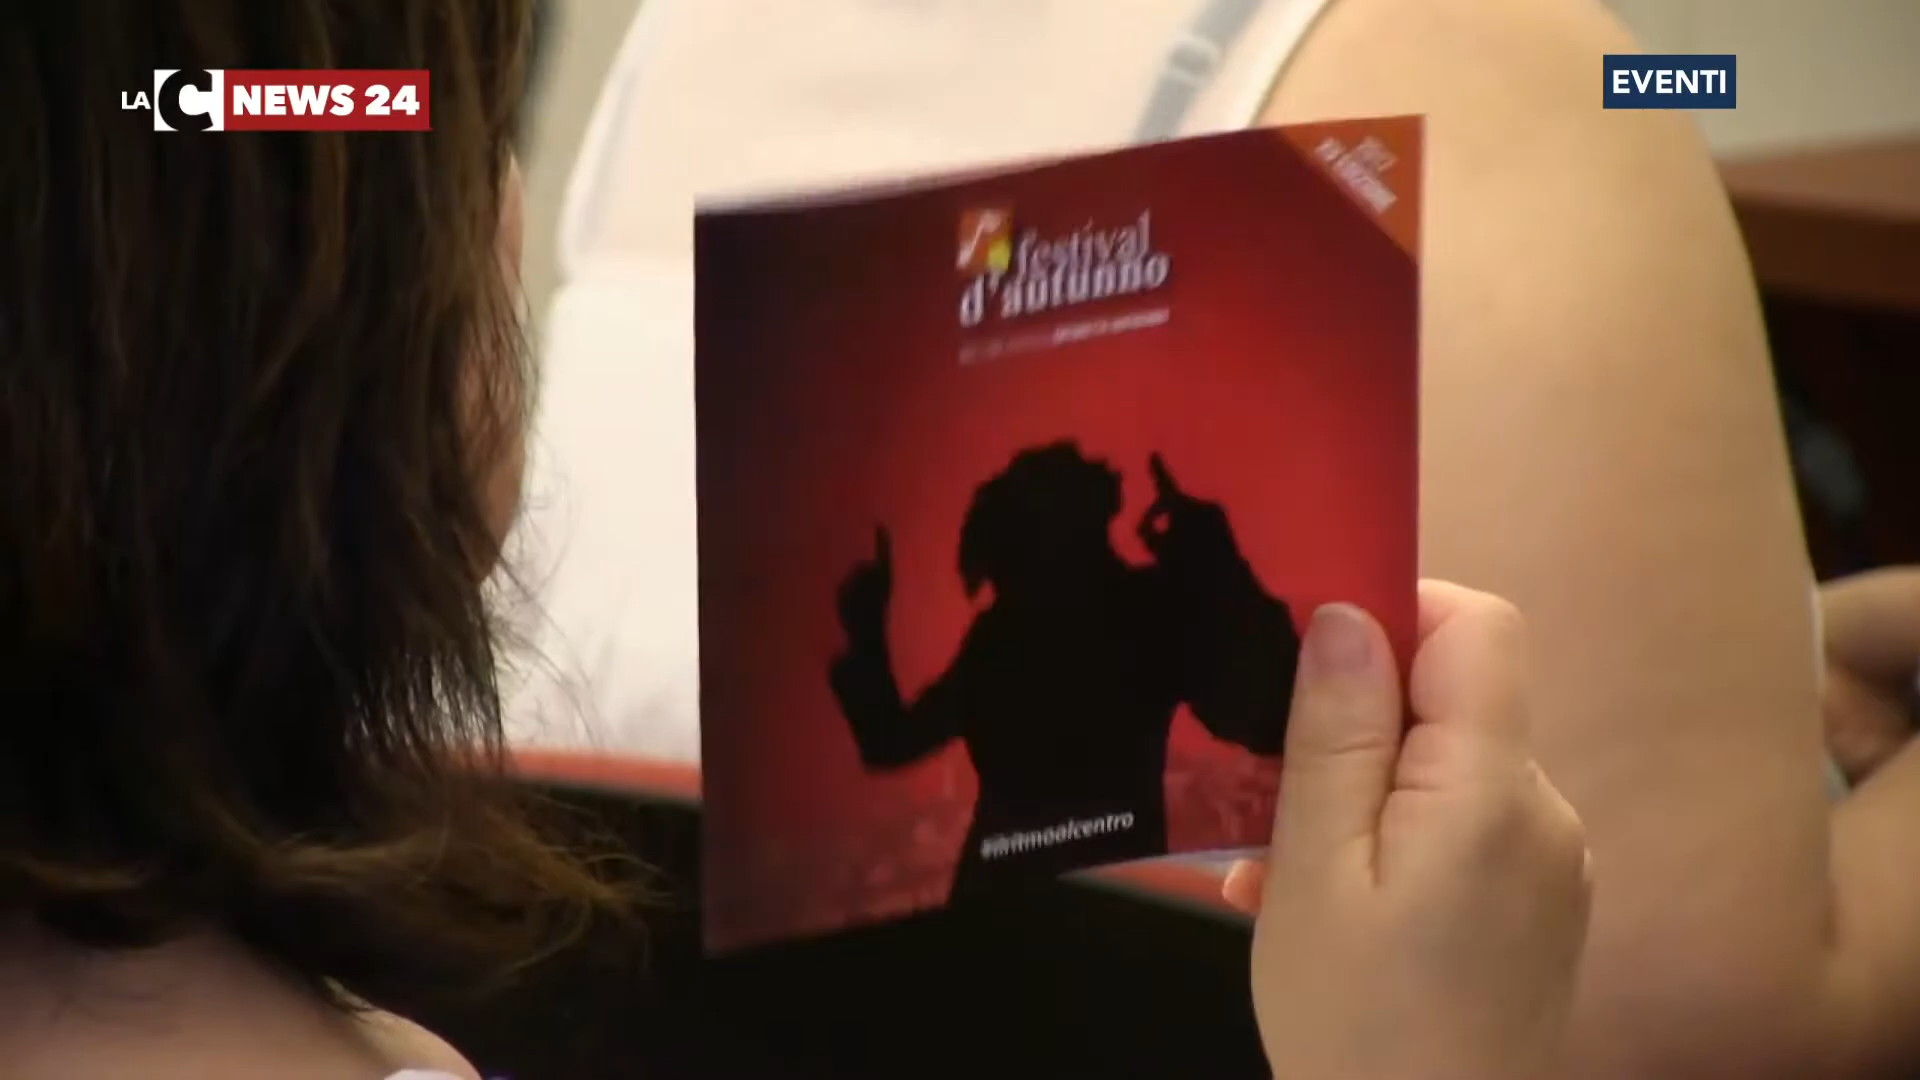 LA C NEWS 24
EVENTI
festival
d'autunno
#ilritmoalcentro